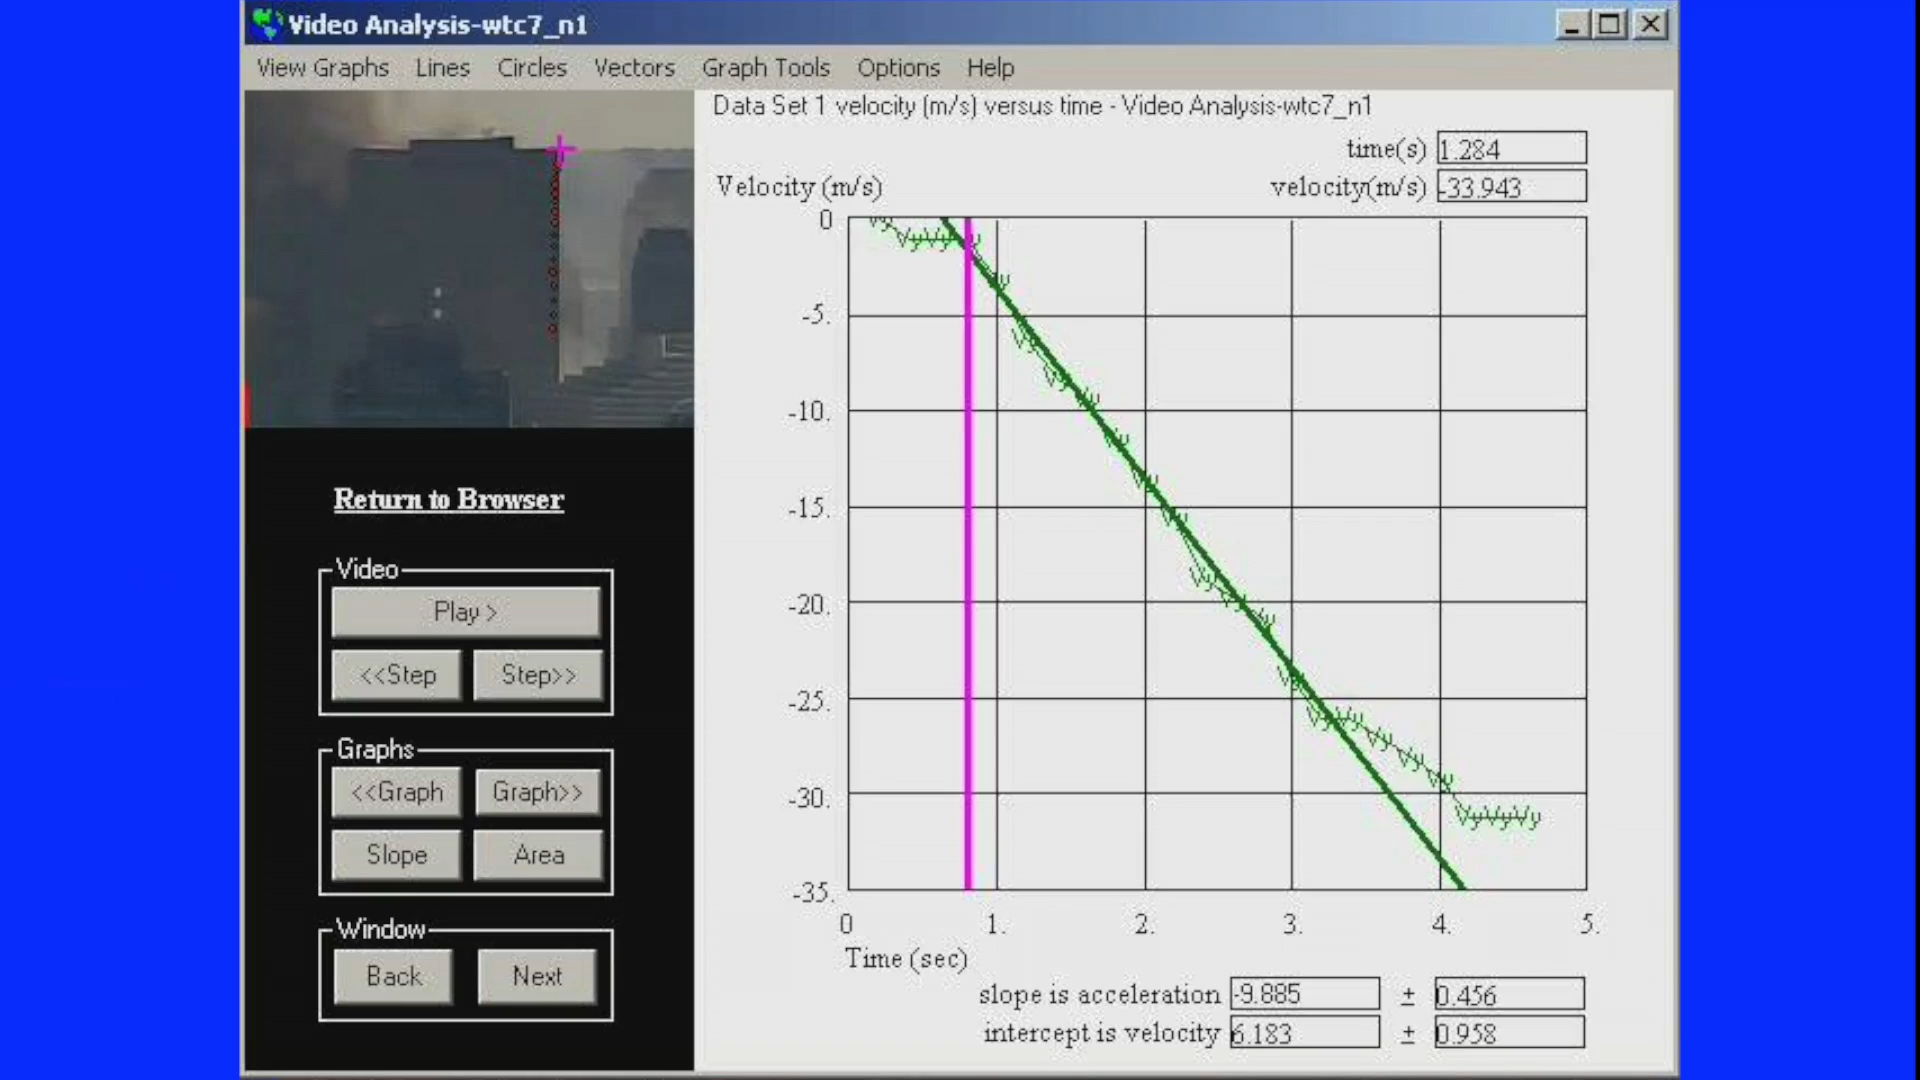 Video Analysis-wtc7_n1
View Graphs Lines Circles Vectors Graph Tools Options Help
Data Set 1 velocity (m/s) versus time - Video Analysis-wtc7_n1
time(s) 1.284
velocity(m/s) -33.943
Velocity (m/s)
0
-5.
-10.
-15.
-20.
-25.
-30.
-35.
0 1. 2. 3. 4. 5.
Time (sec)
slope is acceleration -9.885 ± 0.456
intercept is velocity 6.183 ± 0.958
Return to Browser
Video
Play >
<<Step Step>>
Graphs
<<Graph Graph>>
Slope Area
Window
Back Next